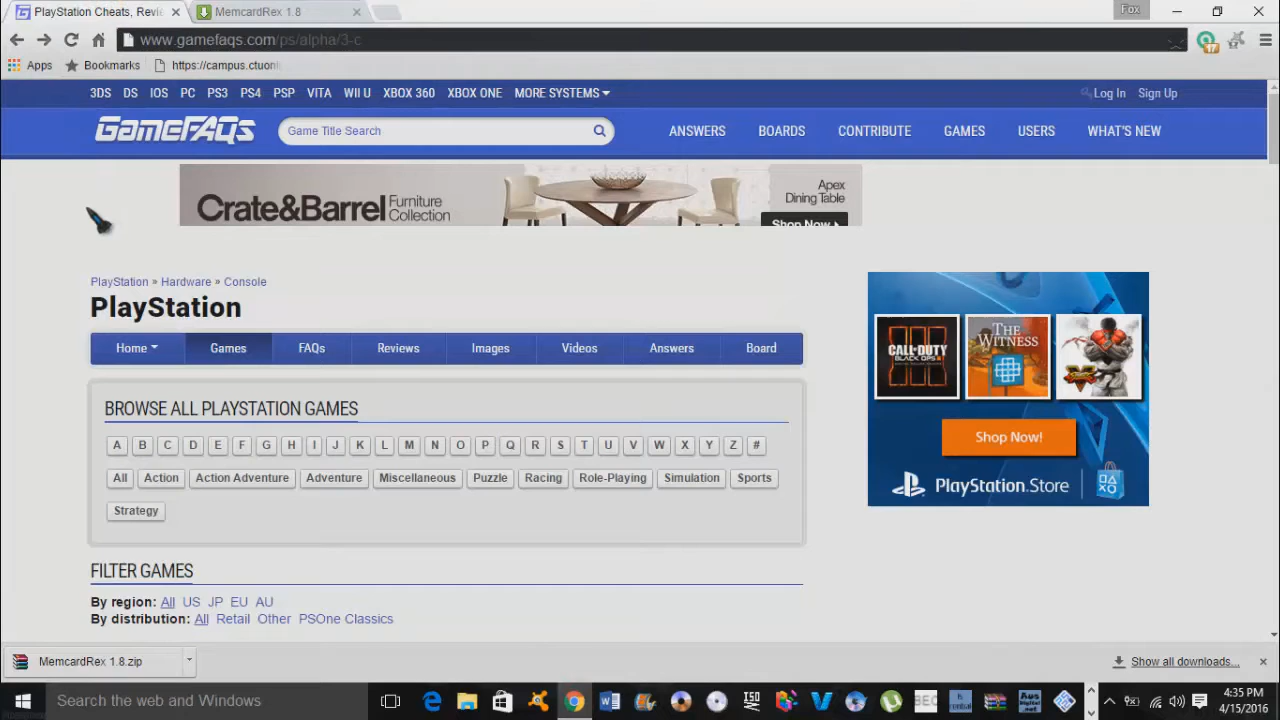 PlayStation Cheats, Revi
MemcardRex 1.8
Fox
www.gamefaqs.com/ps/alpha/3-c
17
Apps
Bookmarks
https://campus.ctuonli
3DS DS IOS PC PS3 PS4 PSP VITA WII U XBOX 360 XBOX ONE MORE SYSTEMS
Log In Sign Up
GameFAQs
Game Title Search
ANSWERS BOARDS CONTRIBUTE GAMES USERS WHAT'S NEW
Crate&Barrel Furniture
Collection
Apex
Dining Table
Shop Now
PlayStation » Hardware » Console
PlayStation
Home Games FAQs Reviews Images Videos Answers Board
BROWSE ALL PLAYSTATION GAMES
A B C D E F G H I J K L M N O P Q R S T U V W X Y Z #
All Action Action Adventure Adventure Miscellaneous Puzzle Racing Role-Playing Simulation Sports
Strategy
FILTER GAMES
By region: All US JP EU AU
By distribution: All Retail Other PSOne Classics
CALL OF DUTY
BLACK OPS III
THE
WITNESS
V
Shop Now!
PlayStation.Store
MemcardRex 1.8.zip
Show all downloads...
Search the web and Windows
ISO
4:35 PM
4/15/2016